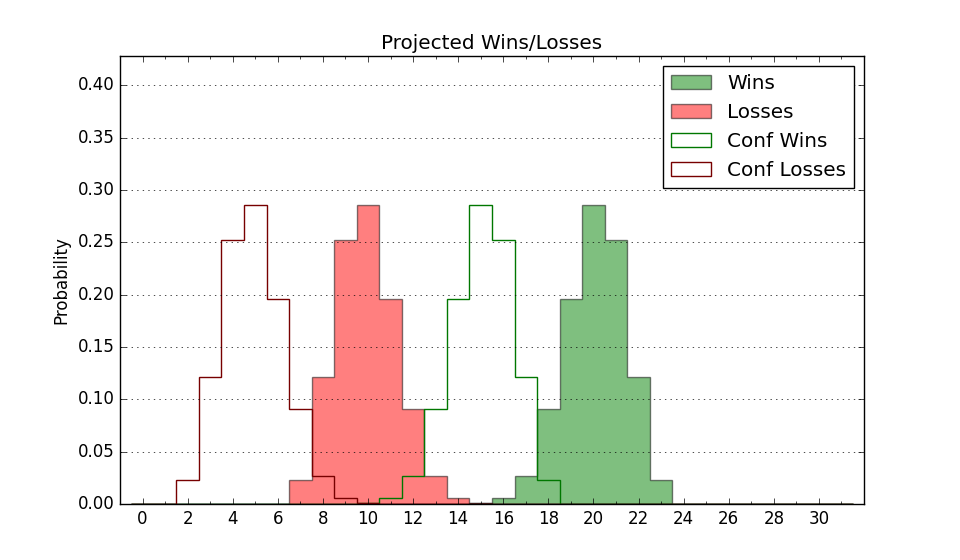 Projected Wins/Losses
0.40
0.35
0.30
0.25
0.20
0.15
0.10
0.05
0.00
Probability
Wins
Losses
Conf Wins
Conf Losses
0 2 4 6 8 10 12 14 16 18 20 22 24 26 28 30